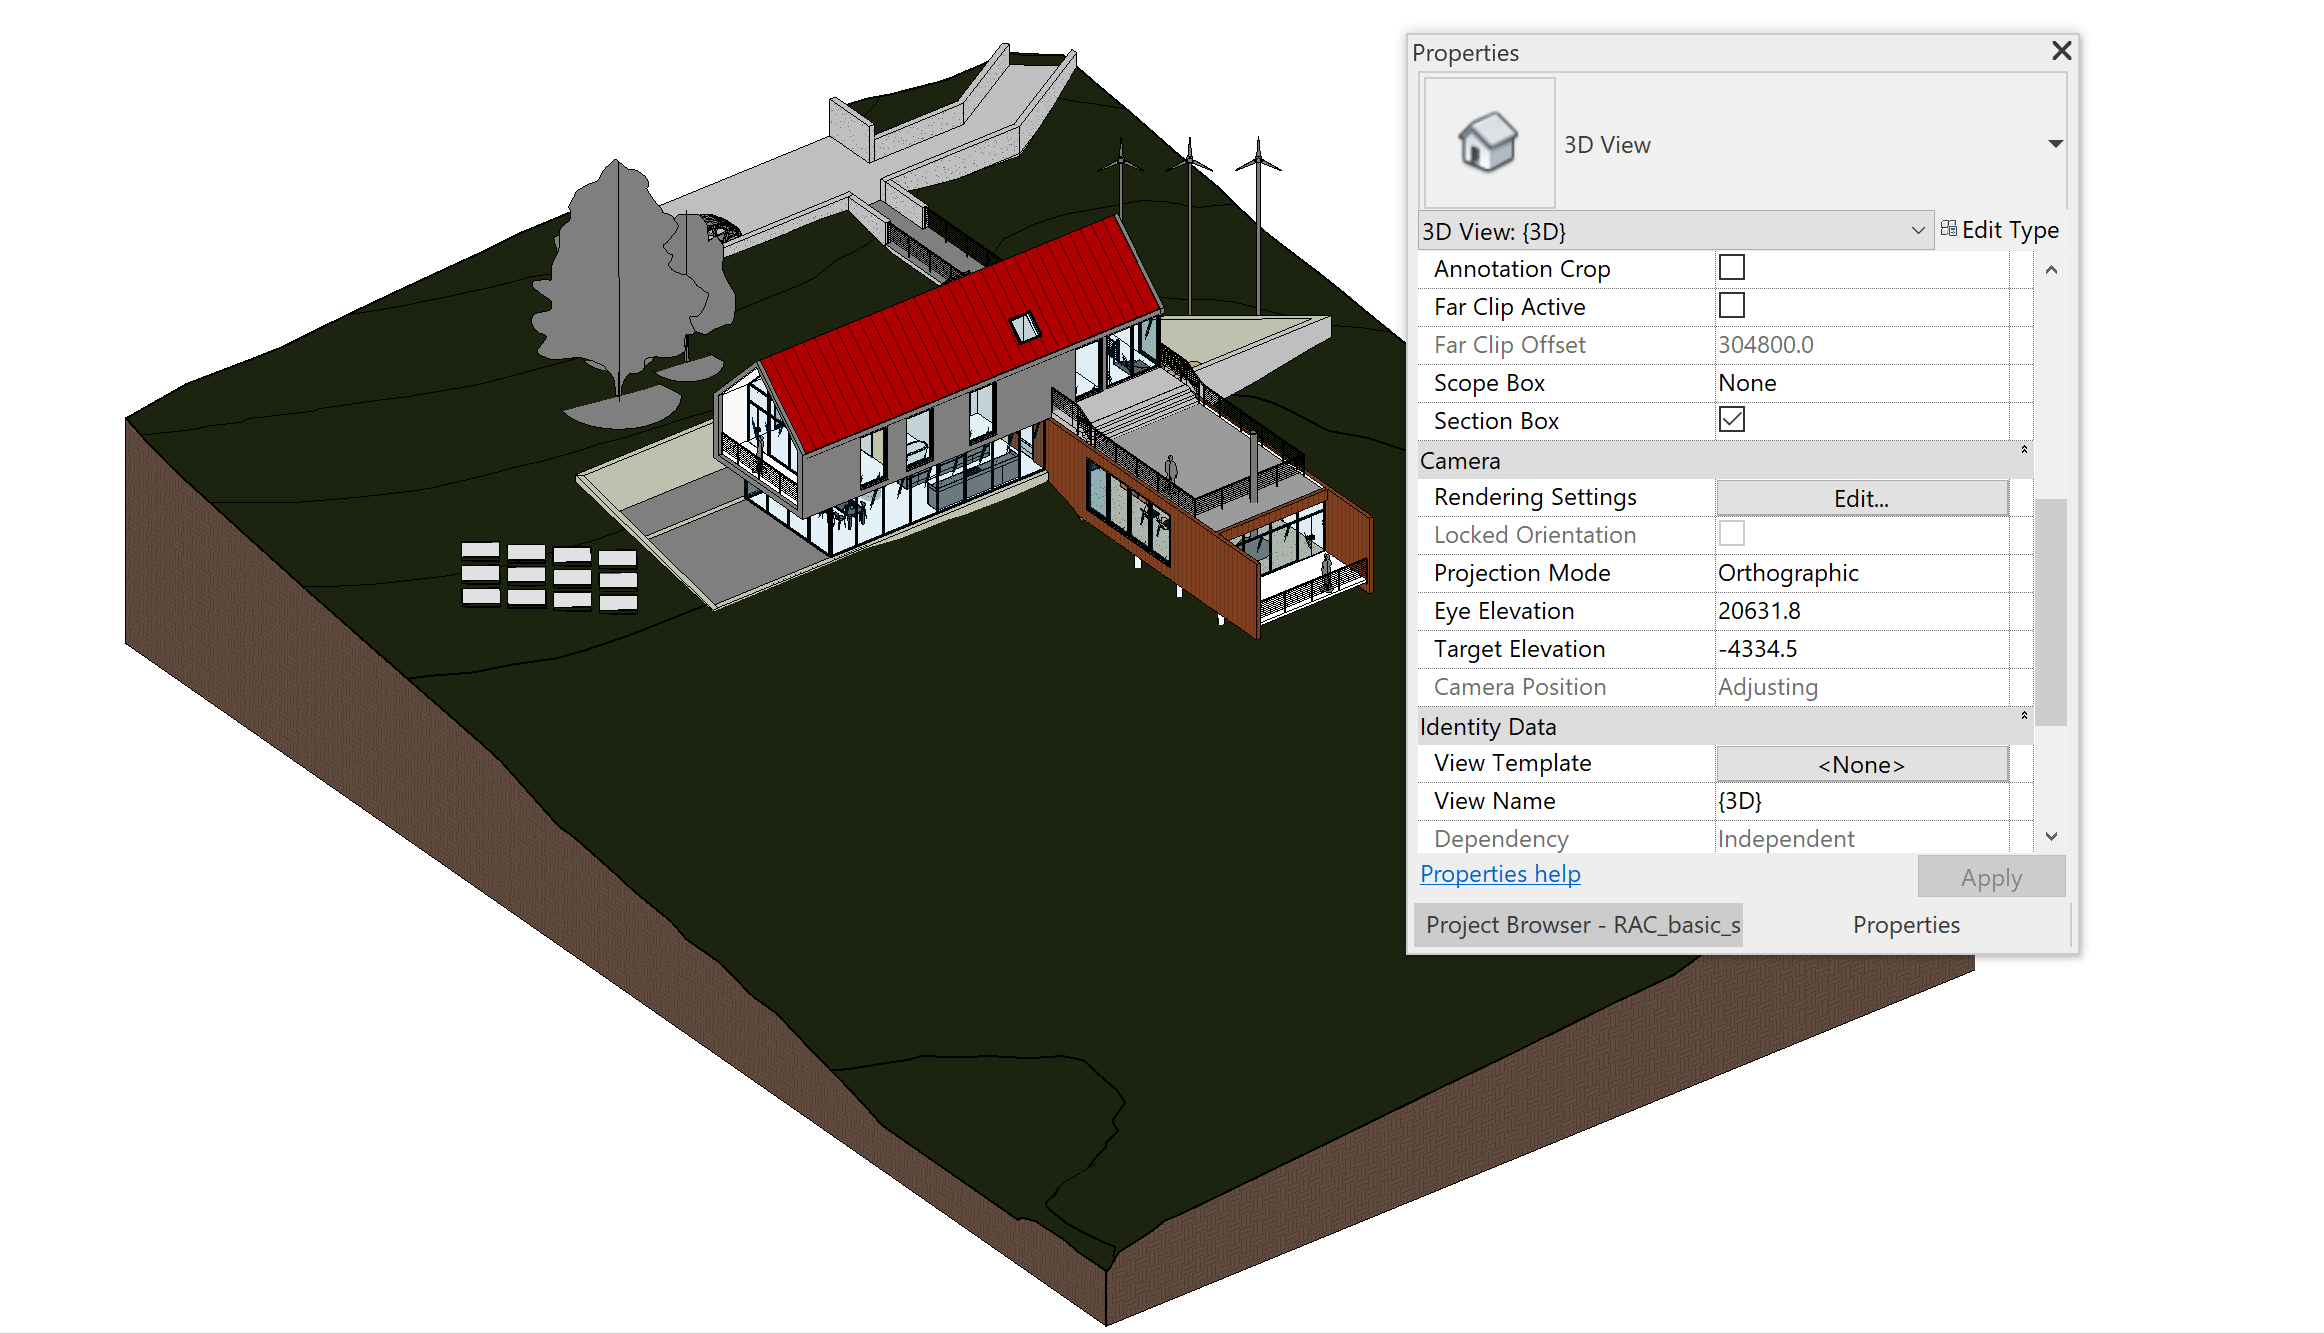 Properties
3D View
3D View: {3D}
Edit Type
Annotation Crop
Far Clip Active
Far Clip Offset 304800.0
Scope Box None
Section Box
Camera
Rendering Settings Edit...
Locked Orientation
Projection Mode Orthographic
Eye Elevation 20631.8
Target Elevation -4334.5
Camera Position Adjusting
Identity Data
View Template <None>
View Name {3D}
Dependency Independent
Properties help
Apply
Project Browser - RAC_basic_s
Properties